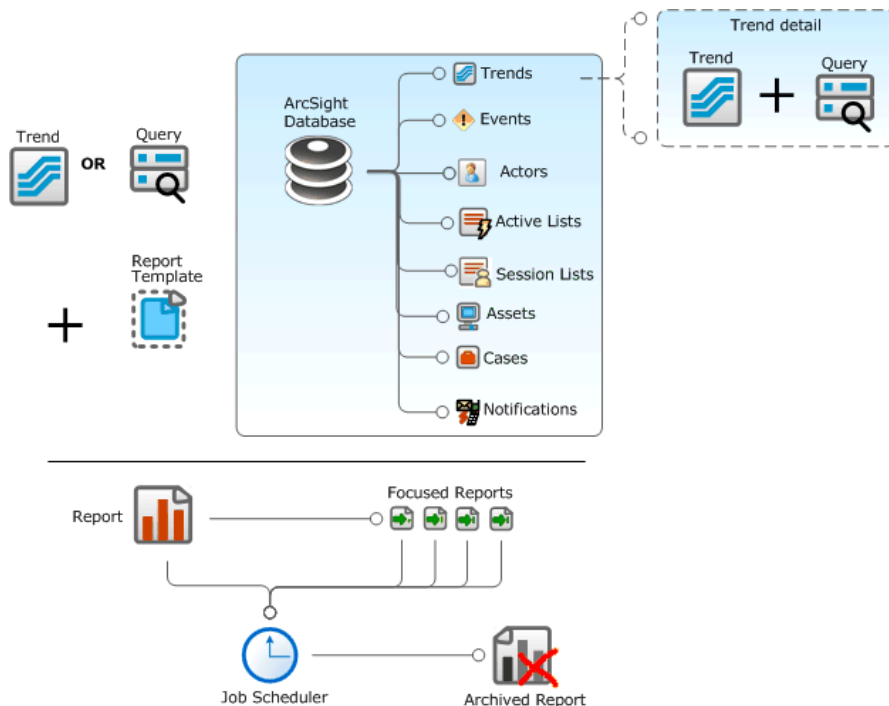 Trend detail
Trend
Query
Trends
ArcSight
Database
Events
Trend
OR
Query
Actors
Active Lists
Report
Template
Session Lists
Assets
Cases
Notifications
Focused Reports
Report
Job Scheduler
Archived Report